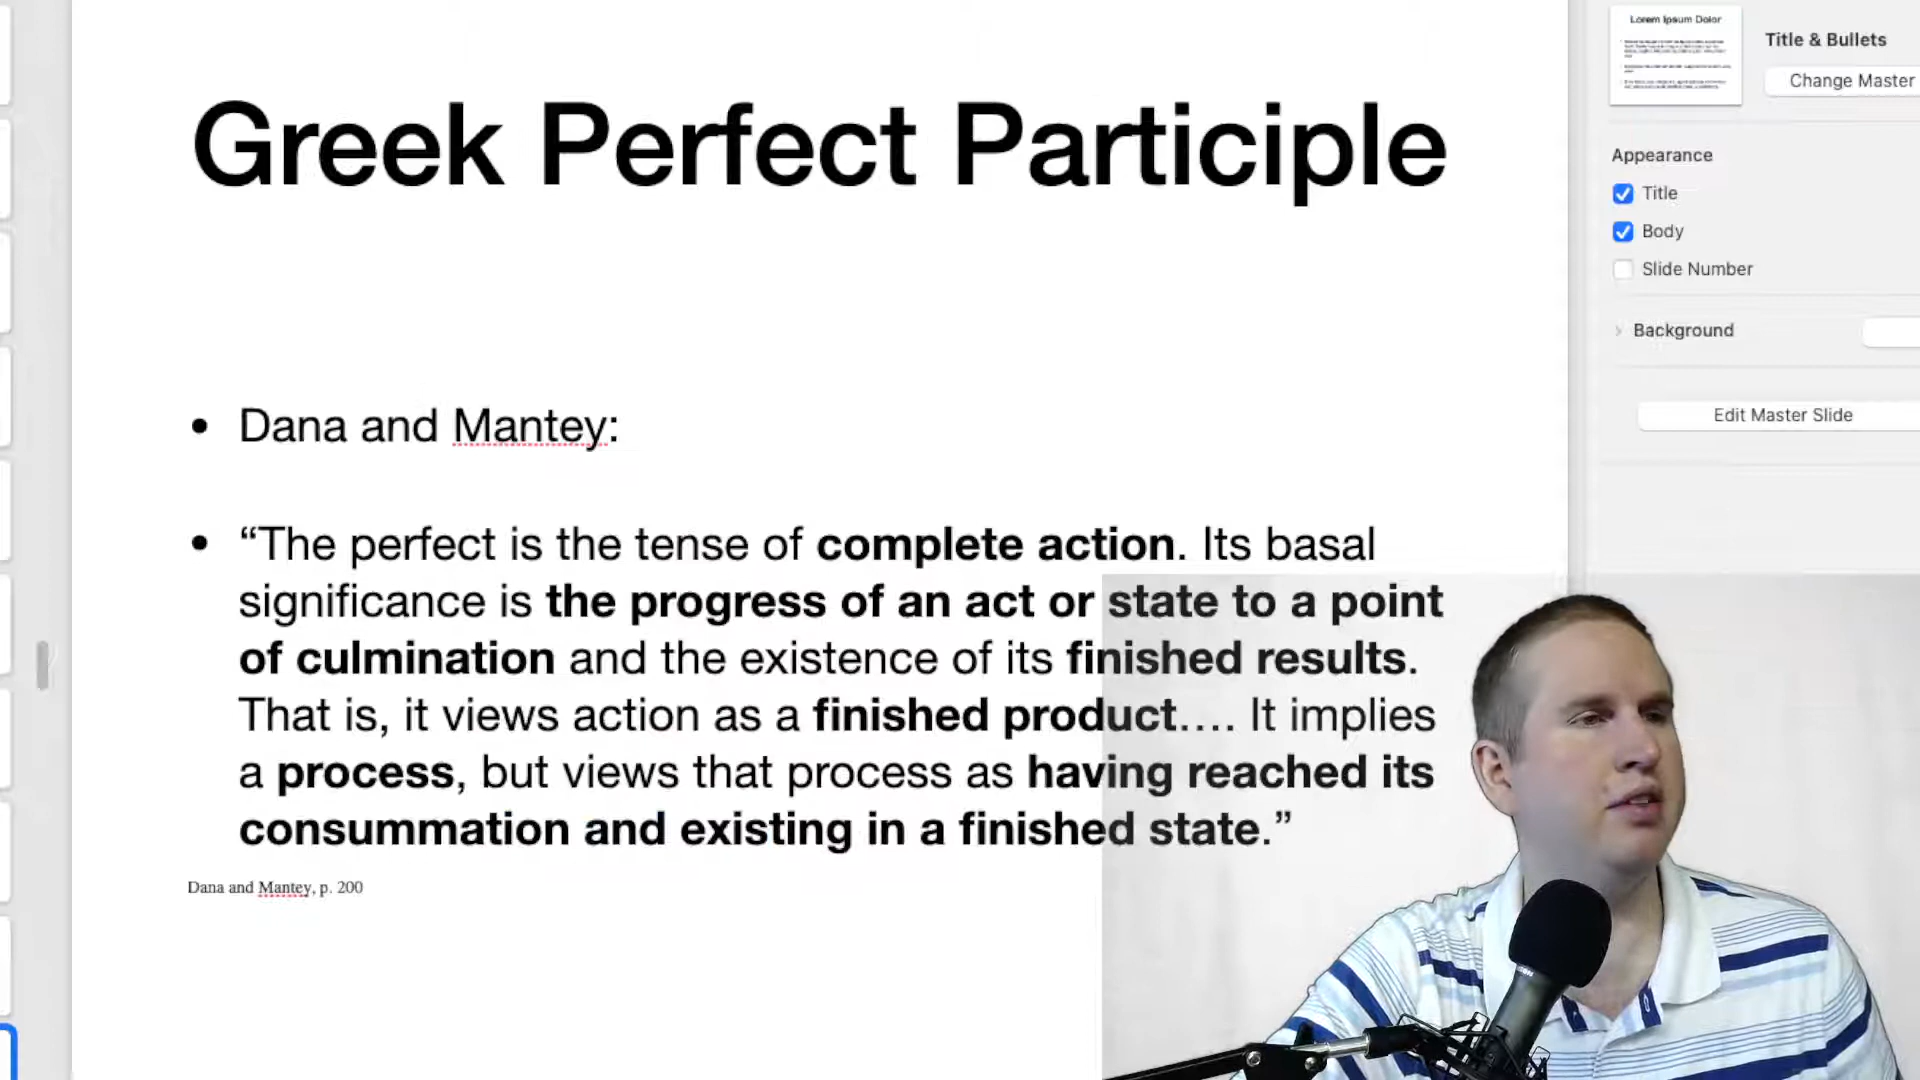 Greek Perfect Participle
• Dana and Mantey:
• “The perfect is the tense of complete action. Its basal
significance is the progress of an act or state to a point
of culmination and the existence of its finished results.
That is, it views action as a finished product…. It implies
a process, but views that process as having reached its
consummation and existing in a finished state.”
Dana and Mantey, p. 200
Lorem Ipsum Dolor
Title & Bullets
Change Master
Appearance
Title
Body
Slide Number
Background
Edit Master Slide